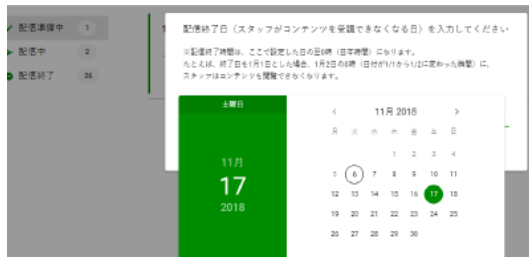 配信準備中 1
配信中 2
配信終了 36
配信終了日（スタッフがコンテンツを受講できなくなる日）を入力してください
※配信終了時間は、ここで設定した日の翌0時（日本時間）になります。
たとえば、終了日を1月1日とした場合、1月2日の0時（日付が1/1から1/2に変わった瞬間）に、
スタッフはコンテンツを閲覧できなくなります。
土曜日
11月
17
2018
< 11月 2018 >
月 火 水 木 金 土 日
1 2 3 4
5 6 7 8 9 10 11
12 13 14 15 16 17 18
19 20 21 22 23 24 25
26 27 28 29 30